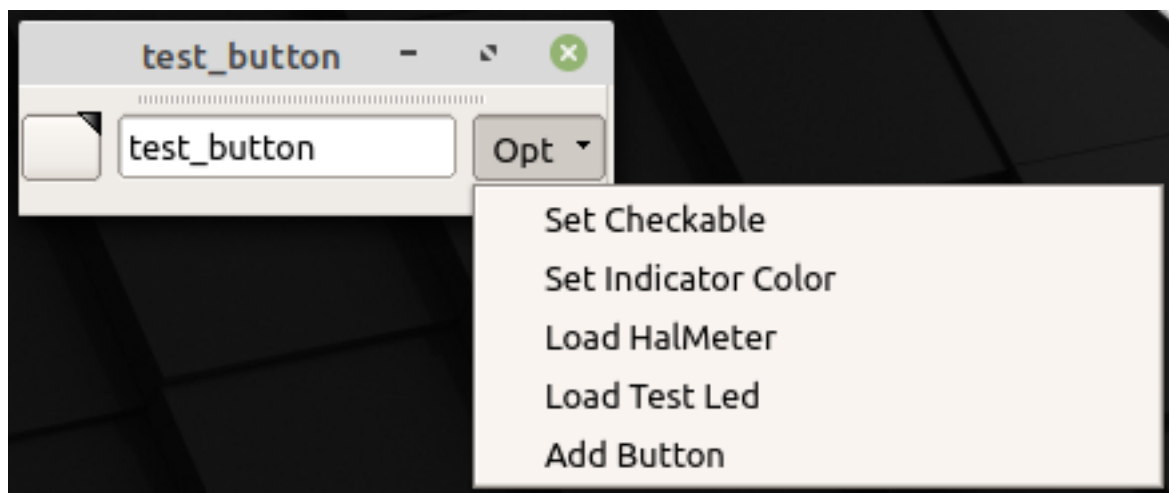 test_button
test_button
Opt
Set Checkable
Set Indicator Color
Load HalMeter
Load Test Led
Add Button